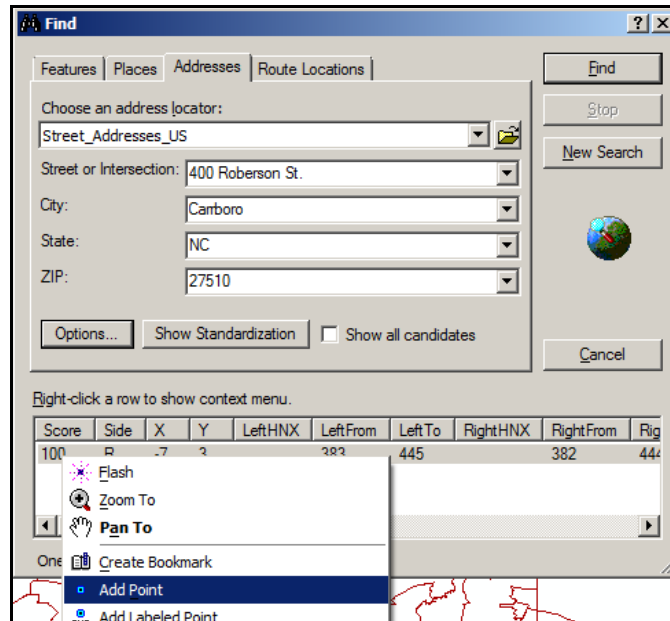 Find
Features Places Addresses Route Locations
Find
Choose an address locator:
Stop
Street_Addresses_US
New Search
Street or Intersection: 400 Roberson St.
City: Carrboro
State: NC
ZIP: 27510
Options... Show Standardization Show all candidates
Cancel
Right-click a row to show context menu.
Score Side X Y LeftHNX LeftFrom LeftTo RightHNX RightFrom Rig
100 R -7 3 383 445 382 444
Flash
Zoom To
Pan To
One
Create Bookmark
Add Point
Add Labeled Point